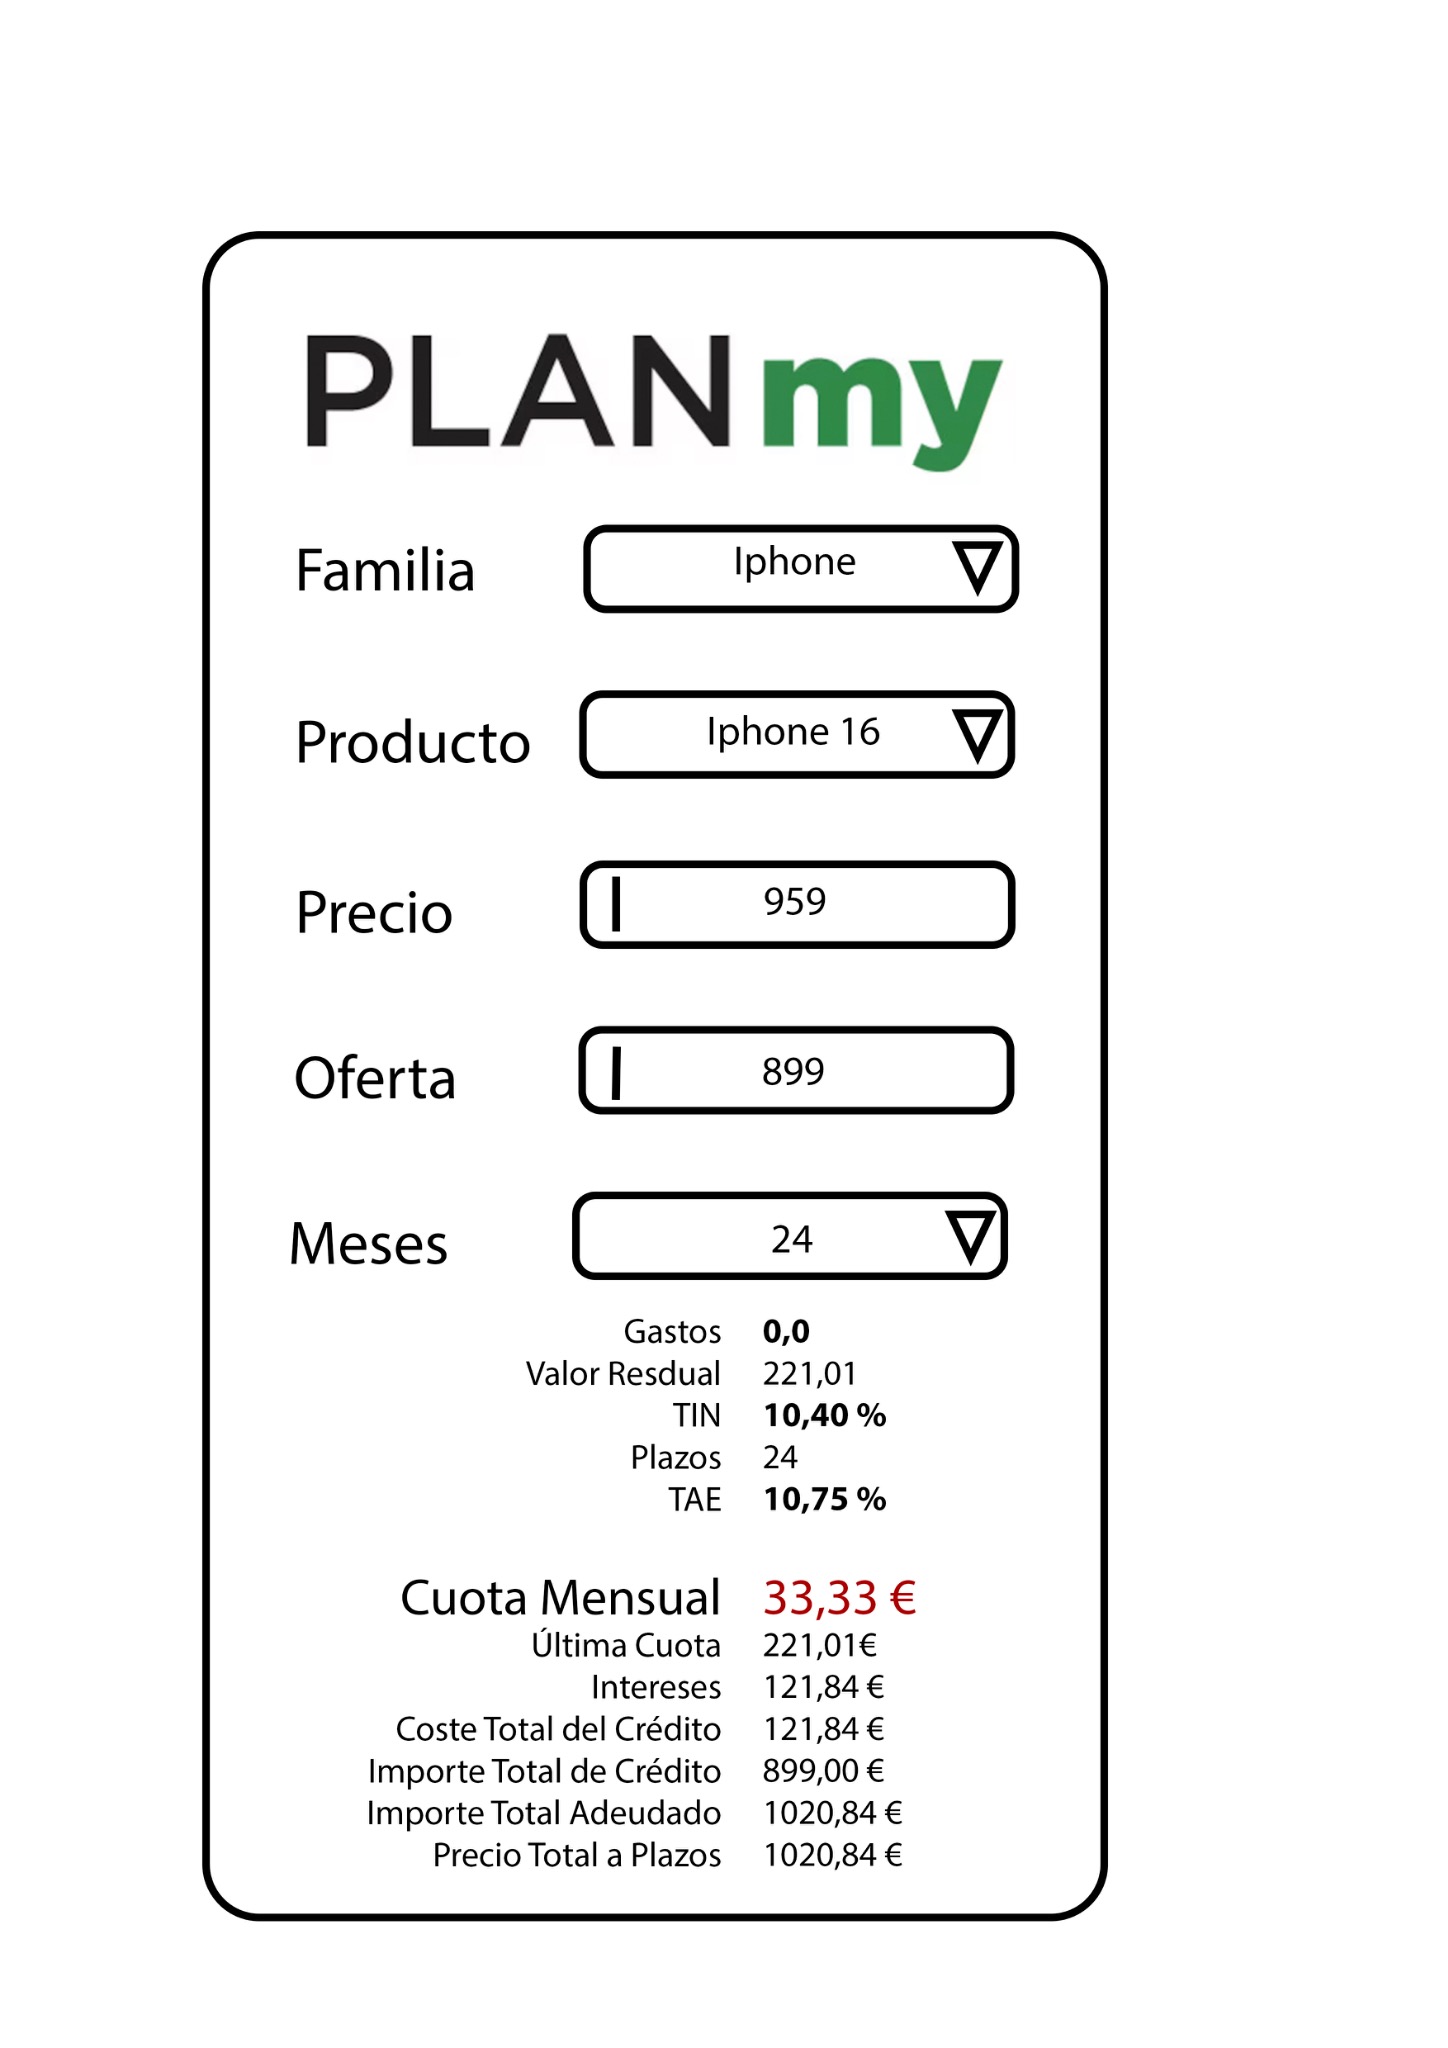 PLAN my
Familia Iphone
Producto Iphone 16
Precio 959
Oferta 899
Meses 24
Gastos 0,0
Valor Resdual 221,01
TIN 10,40 %
Plazos 24
TAE 10,75 %
Cuota Mensual 33,33 €
Última Cuota 221,01€
Intereses 121,84 €
Coste Total del Crédito 121,84 €
Importe Total de Crédito 899,00 €
Importe Total Adeudado 1020,84 €
Precio Total a Plazos 1020,84 €